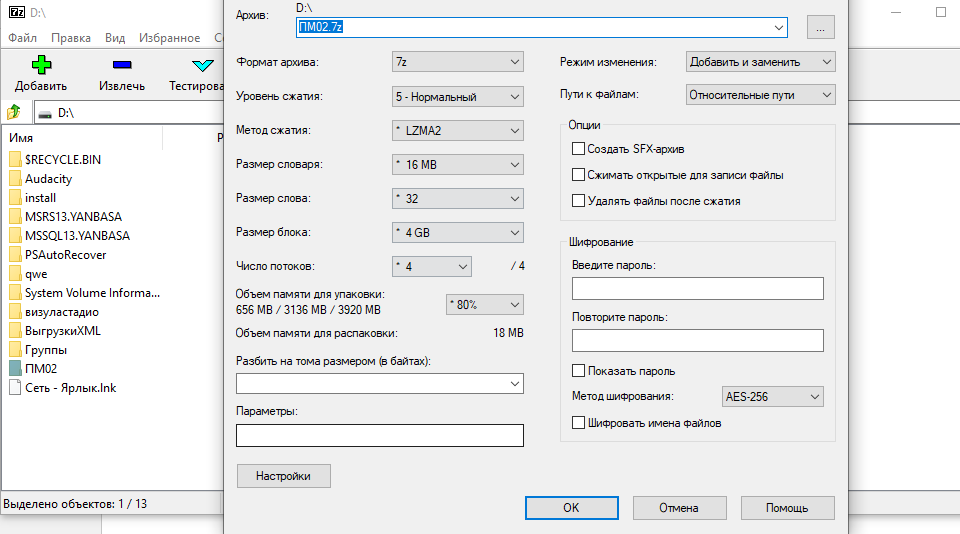 7z D:\
Файл Правка Вид Избранное
Добавить Извлечь
D:\
Имя
$RECYCLE.BIN
Audacity
install
MSRS13.YANBASA
MSSQL13.YANBASA
PSAutoRecover
qwe
System Volume Informa...
визуластадио
ВыгрузкиXML
Группы
ПМ02
Сеть - Ярлык.lnk
Выделено объектов: 1 / 13
Архив:
D:\
ПМ02.7z
...
Формат архива: 7z
Уровень сжатия: 5 - Нормальный
Метод сжатия: * LZMA2
Размер словаря: * 16 MB
Размер слова: * 32
Размер блока: * 4 GB
Число потоков: * 4 / 4
Объем памяти для упаковки:
656 MB / 3136 MB / 3920 MB * 80%
Объем памяти для распаковки: 18 MB
Разбить на тома размером (в байтах):
Параметры:
Настройки
Режим изменения: Добавить и заменить
Пути к файлам: Относительные пути
Опции
Создать SFX-архив
Сжимать открытые для записи файлы
Удалять файлы после сжатия
Шифрование
Введите пароль:
Повторите пароль:
Показать пароль
Метод шифрования: AES-256
Шифровать имена файлов
OK Отмена Помощь